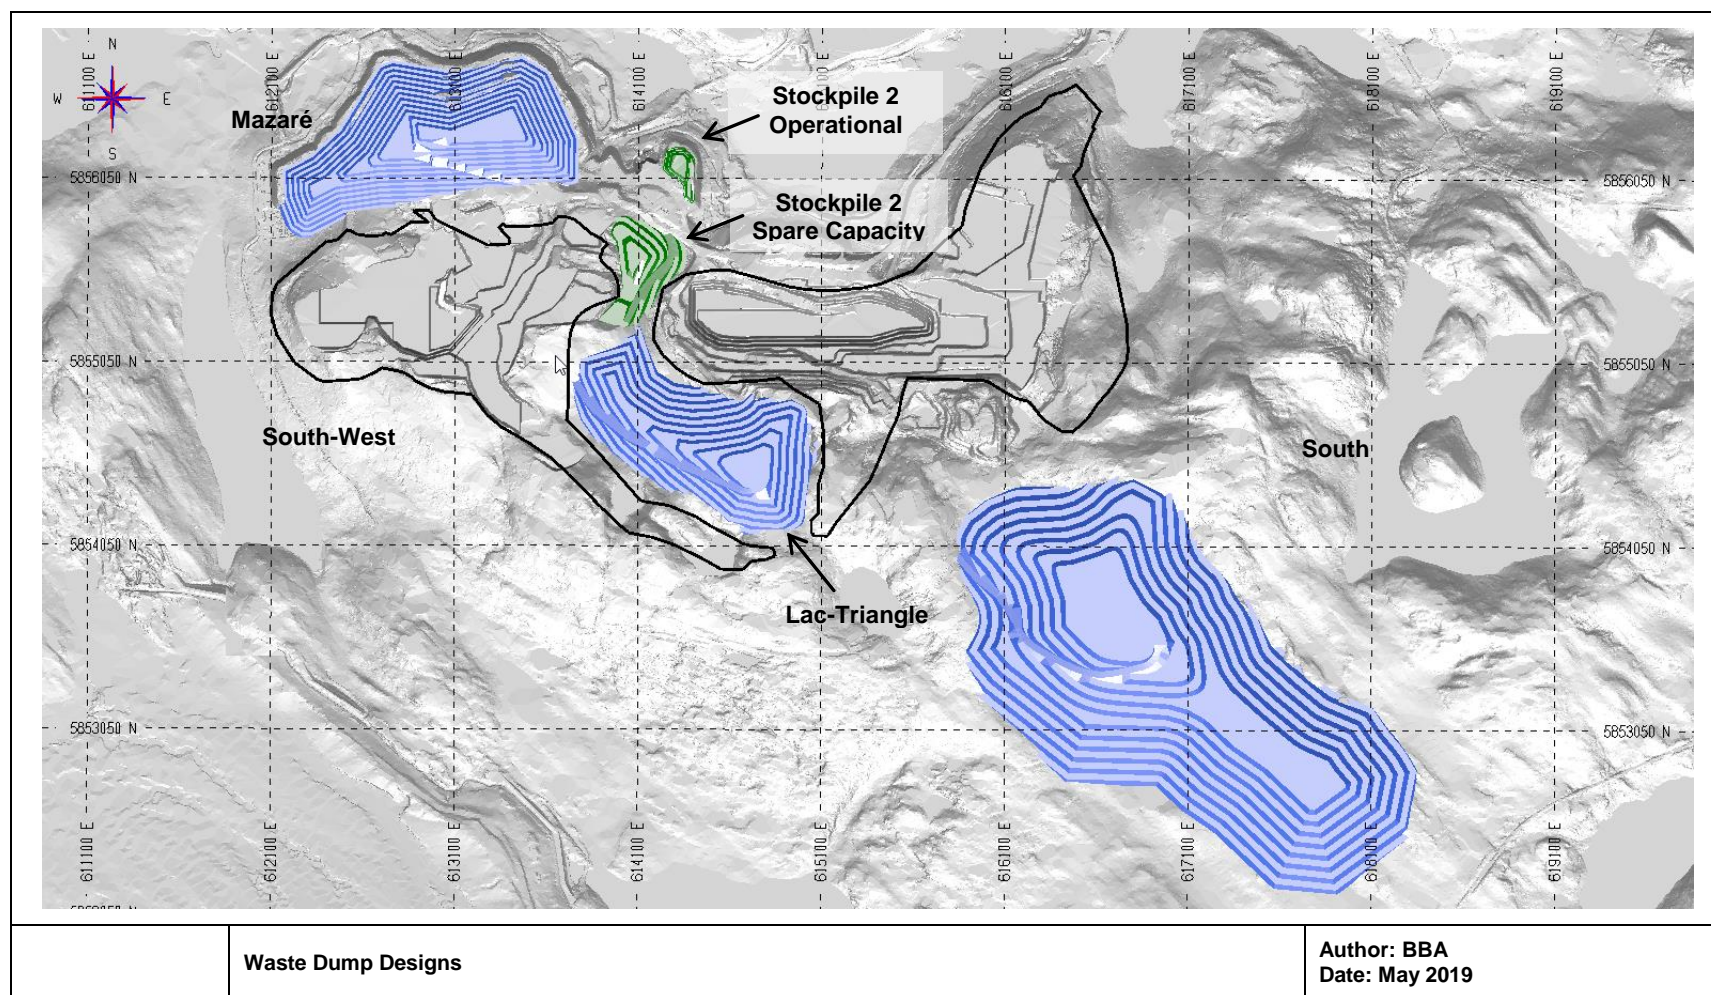 N
W E
S
611100 E
612100 E
613100 E
614100 E
615100 E
616100 E
617100 E
618100 E
619100 E
Mazaré
Stockpile 2
Operational
5856050 N
5856050 N
Stockpile 2
Spare Capacity
5855050 N
5855050 N
South-West
South
5854050 N
5854050 N
Lac-Triangle
5853050 N
5853050 N
611100 E
612100 E
613100 E
614100 E
615100 E
616100 E
617100 E
618100 E
619100 E
Waste Dump Designs
Author: BBA
Date: May 2019